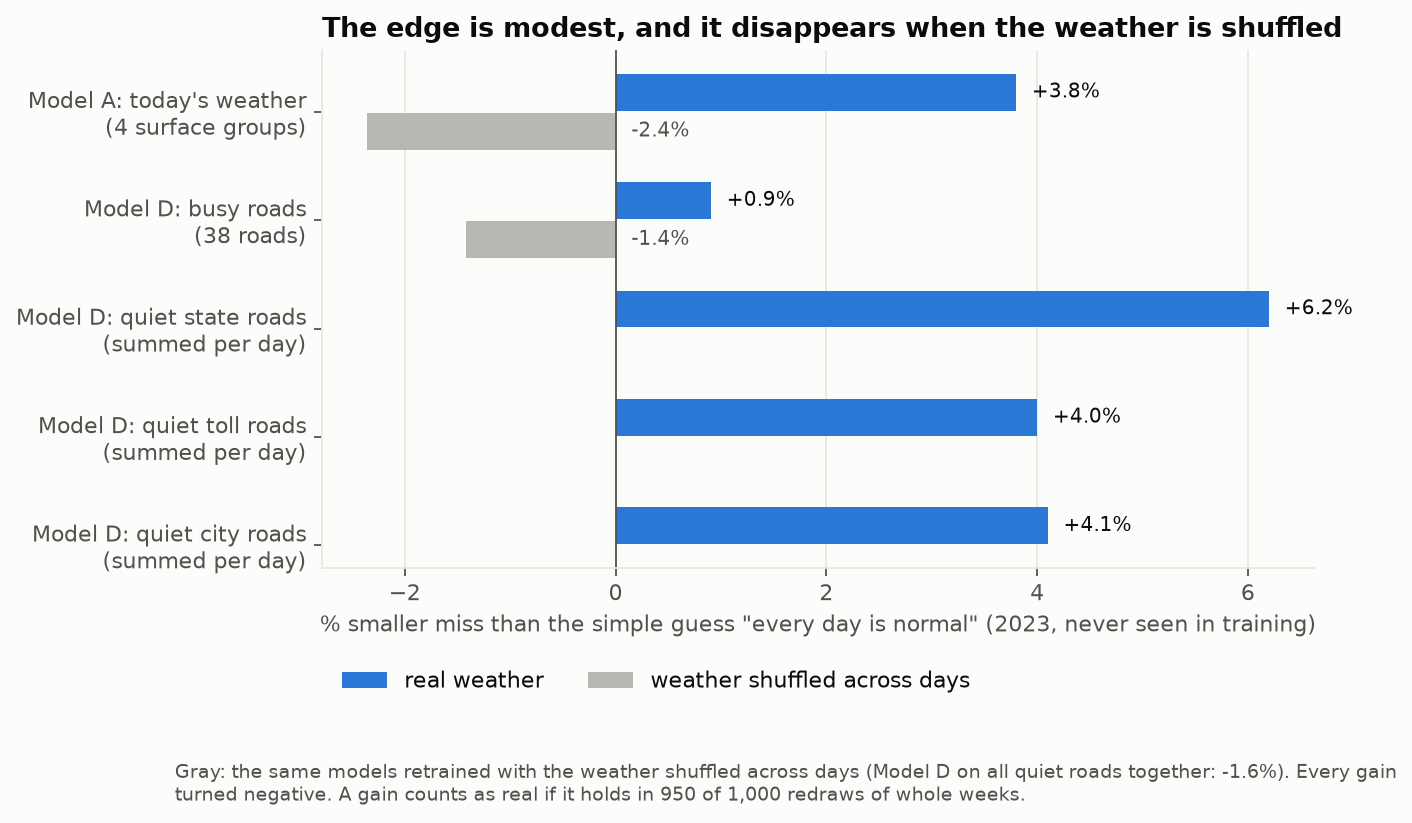 The edge is modest, and it disappears when the weather is shuffled
Model A: today's weather
(4 surface groups)
+3.8%
-2.4%
Model D: busy roads
(38 roads)
+0.9%
-1.4%
Model D: quiet state roads
(summed per day)
+6.2%
Model D: quiet toll roads
(summed per day)
+4.0%
Model D: quiet city roads
(summed per day)
+4.1%
−2 0 2 4 6
% smaller miss than the simple guess "every day is normal" (2023, never seen in training)
real weather
weather shuffled across days
Gray: the same models retrained with the weather shuffled across days (Model D on all quiet roads together: -1.6%). Every gain
turned negative. A gain counts as real if it holds in 950 of 1,000 redraws of whole weeks.